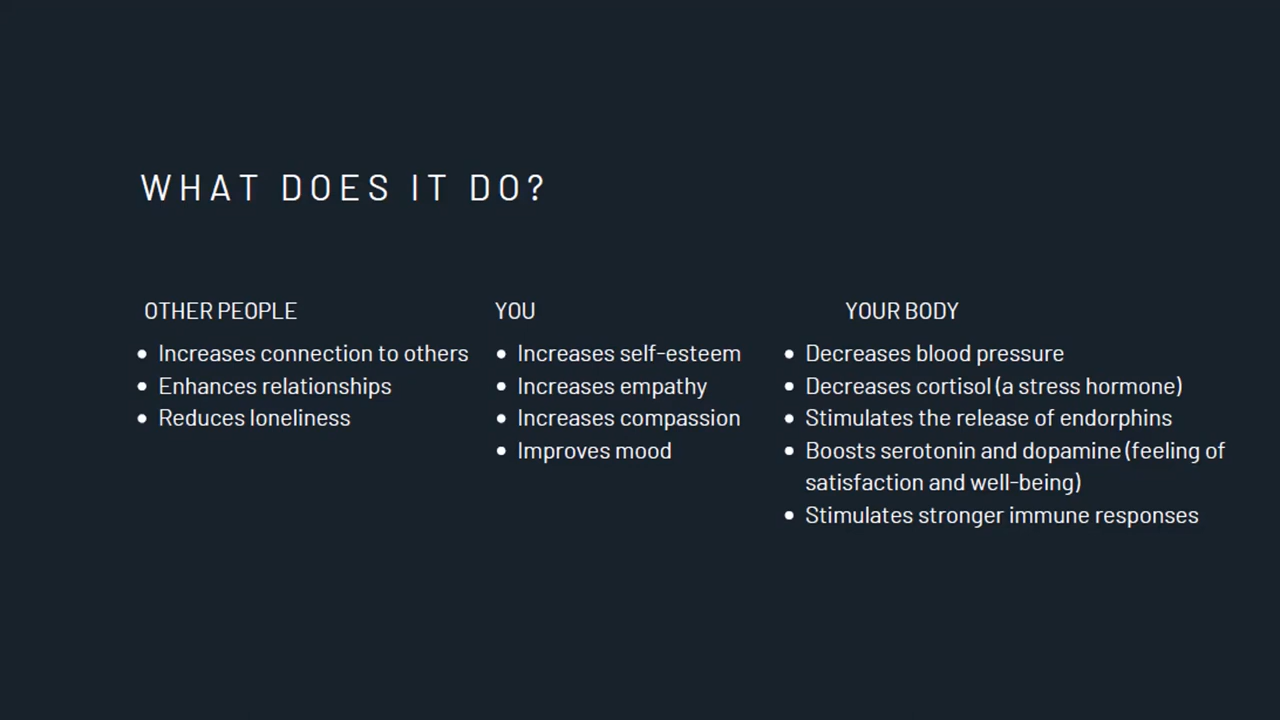 WHAT DOES IT DO?
OTHER PEOPLE
• Increases connection to others
• Enhances relationships
• Reduces loneliness
YOU
• Increases self-esteem
• Increases empathy
• Increases compassion
• Improves mood
YOUR BODY
• Decreases blood pressure
• Decreases cortisol (a stress hormone)
• Stimulates the release of endorphins
• Boosts serotonin and dopamine (feeling of
satisfaction and well-being)
• Stimulates stronger immune responses